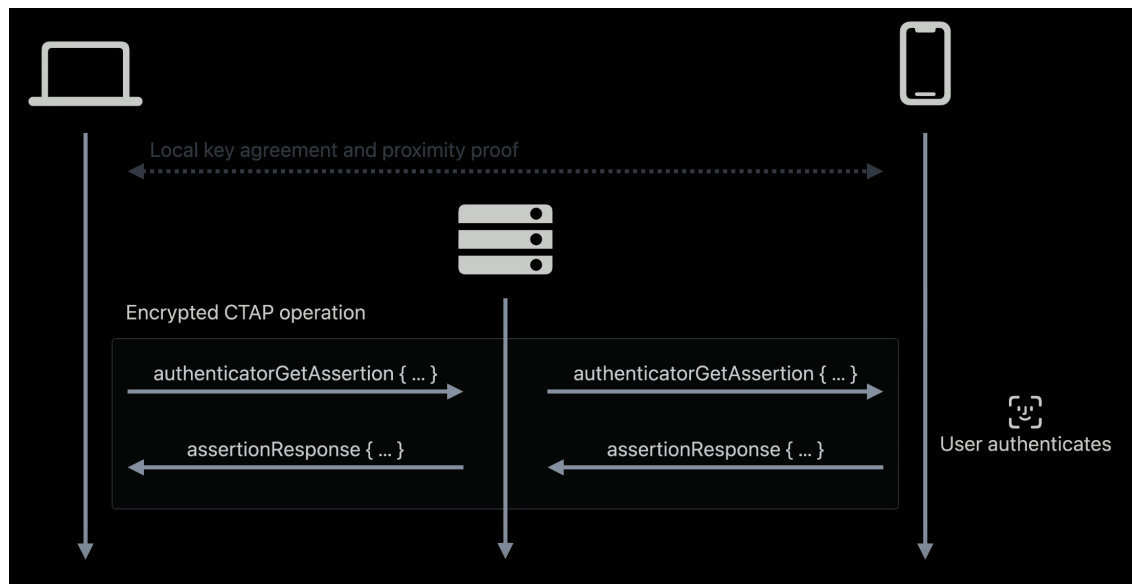 Local key agreement and proximity proof
Encrypted CTAP operation
authenticatorGetAssertion { ... }
authenticatorGetAssertion { ... }
assertionResponse { ... }
assertionResponse { ... }
User authenticates